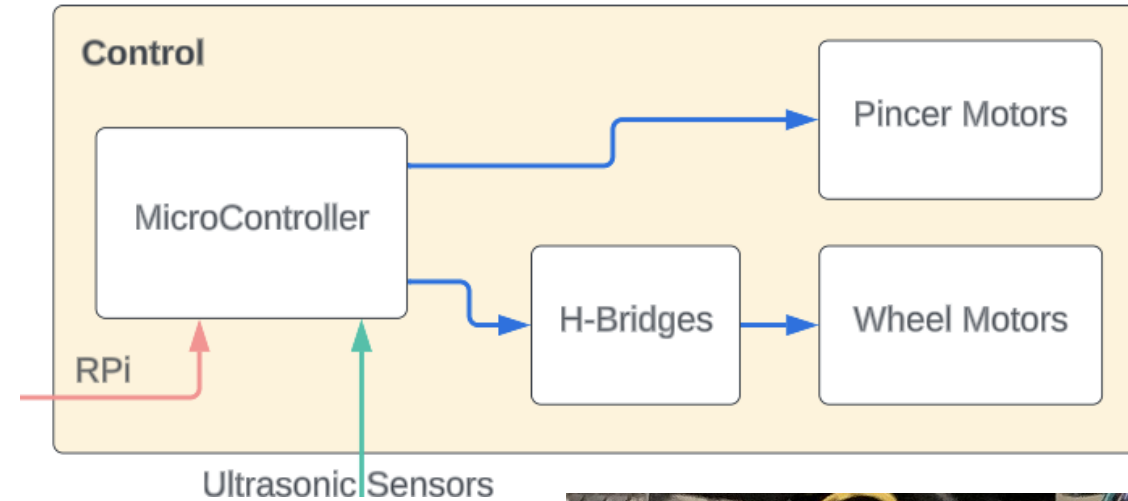 Control
Pincer Motors
MicroController
H-Bridges
Wheel Motors
RPi
Ultrasonic Sensors